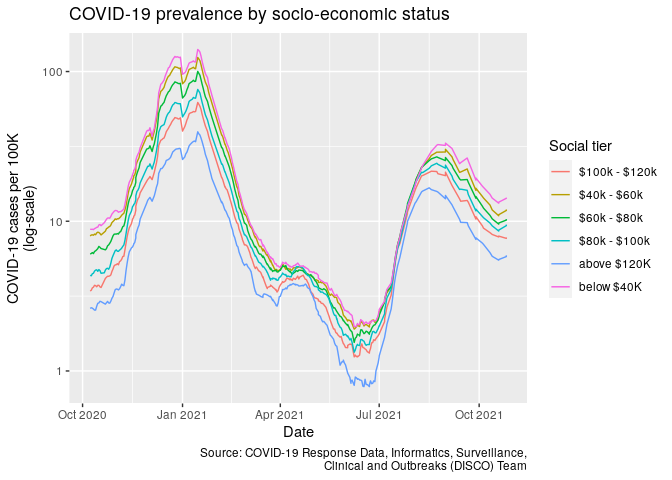 COVID-19 prevalence by socio-economic status
COVID-19 cases per 100K
(log-scale)
100
10
1
Oct 2020
Jan 2021
Apr 2021
Jul 2021
Oct 2021
Date
Social tier
$100k - $120k
$40k - $60k
$60k - $80k
$80k - $100k
above $120K
below $40K
Source: COVID-19 Response Data, Informatics, Surveillance,
Clinical and Outbreaks (DISCO) Team